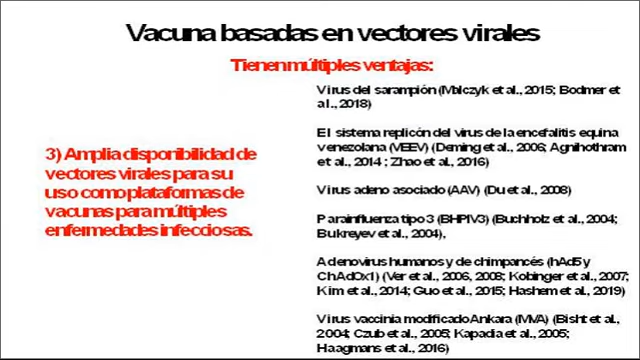 Vacuna basadas en vectores virales
Tienen múltiples ventajas:
3) Amplia disponibilidad de
vectores virales para su
uso como plataformas de
vacunas para múltiples
enfermedades infecciosas.
Virus del sarampión (Malczyk et al., 2015; Bodmer et
al., 2018)
El sistema replicón del virus de la encefalitis equina
venezolana (VEEV) (Deming et al., 2006; Agnihothram
et al., 2014 ; Zhao et al., 2016)
Virus adeno asociado (AAV) (Du et al., 2008)
Parainfluenza tipo 3 (BHPIV3) (Buchholz et al., 2004;
Bukreyev et al., 2004),
Adenovirus humanos y de chimpancés (hAd5 y
ChAdOx1) (Ver et al., 2006, 2008; Kobinger et al., 2007;
Kim et al., 2014; Guo et al., 2015; Hashem et al., 2019)
Virus vaccinia modificado Ankara (MVA) (Bisht et al.,
2004; Czub et al., 2005; Kapadia et al., 2005;
Haagmans et al., 2016)